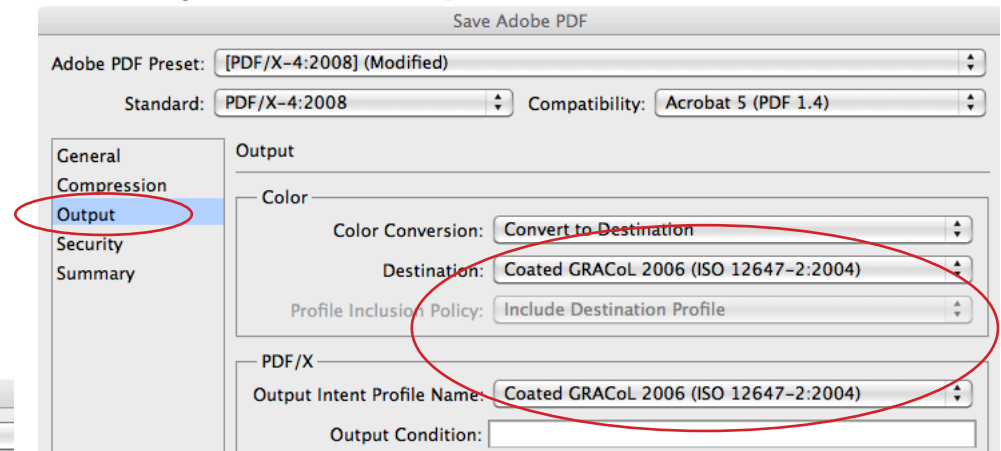 Save Adobe PDF
Adobe PDF Preset: [PDF/X-4:2008] (Modified)
Standard: PDF/X-4:2008 Compatibility: Acrobat 5 (PDF 1.4)
General
Compression
Output
Security
Summary
Output
Color
Color Conversion: Convert to Destination
Destination: Coated GRACoL 2006 (ISO 12647-2:2004)
Profile Inclusion Policy: Include Destination Profile
PDF/X
Output Intent Profile Name: Coated GRACoL 2006 (ISO 12647-2:2004)
Output Condition: